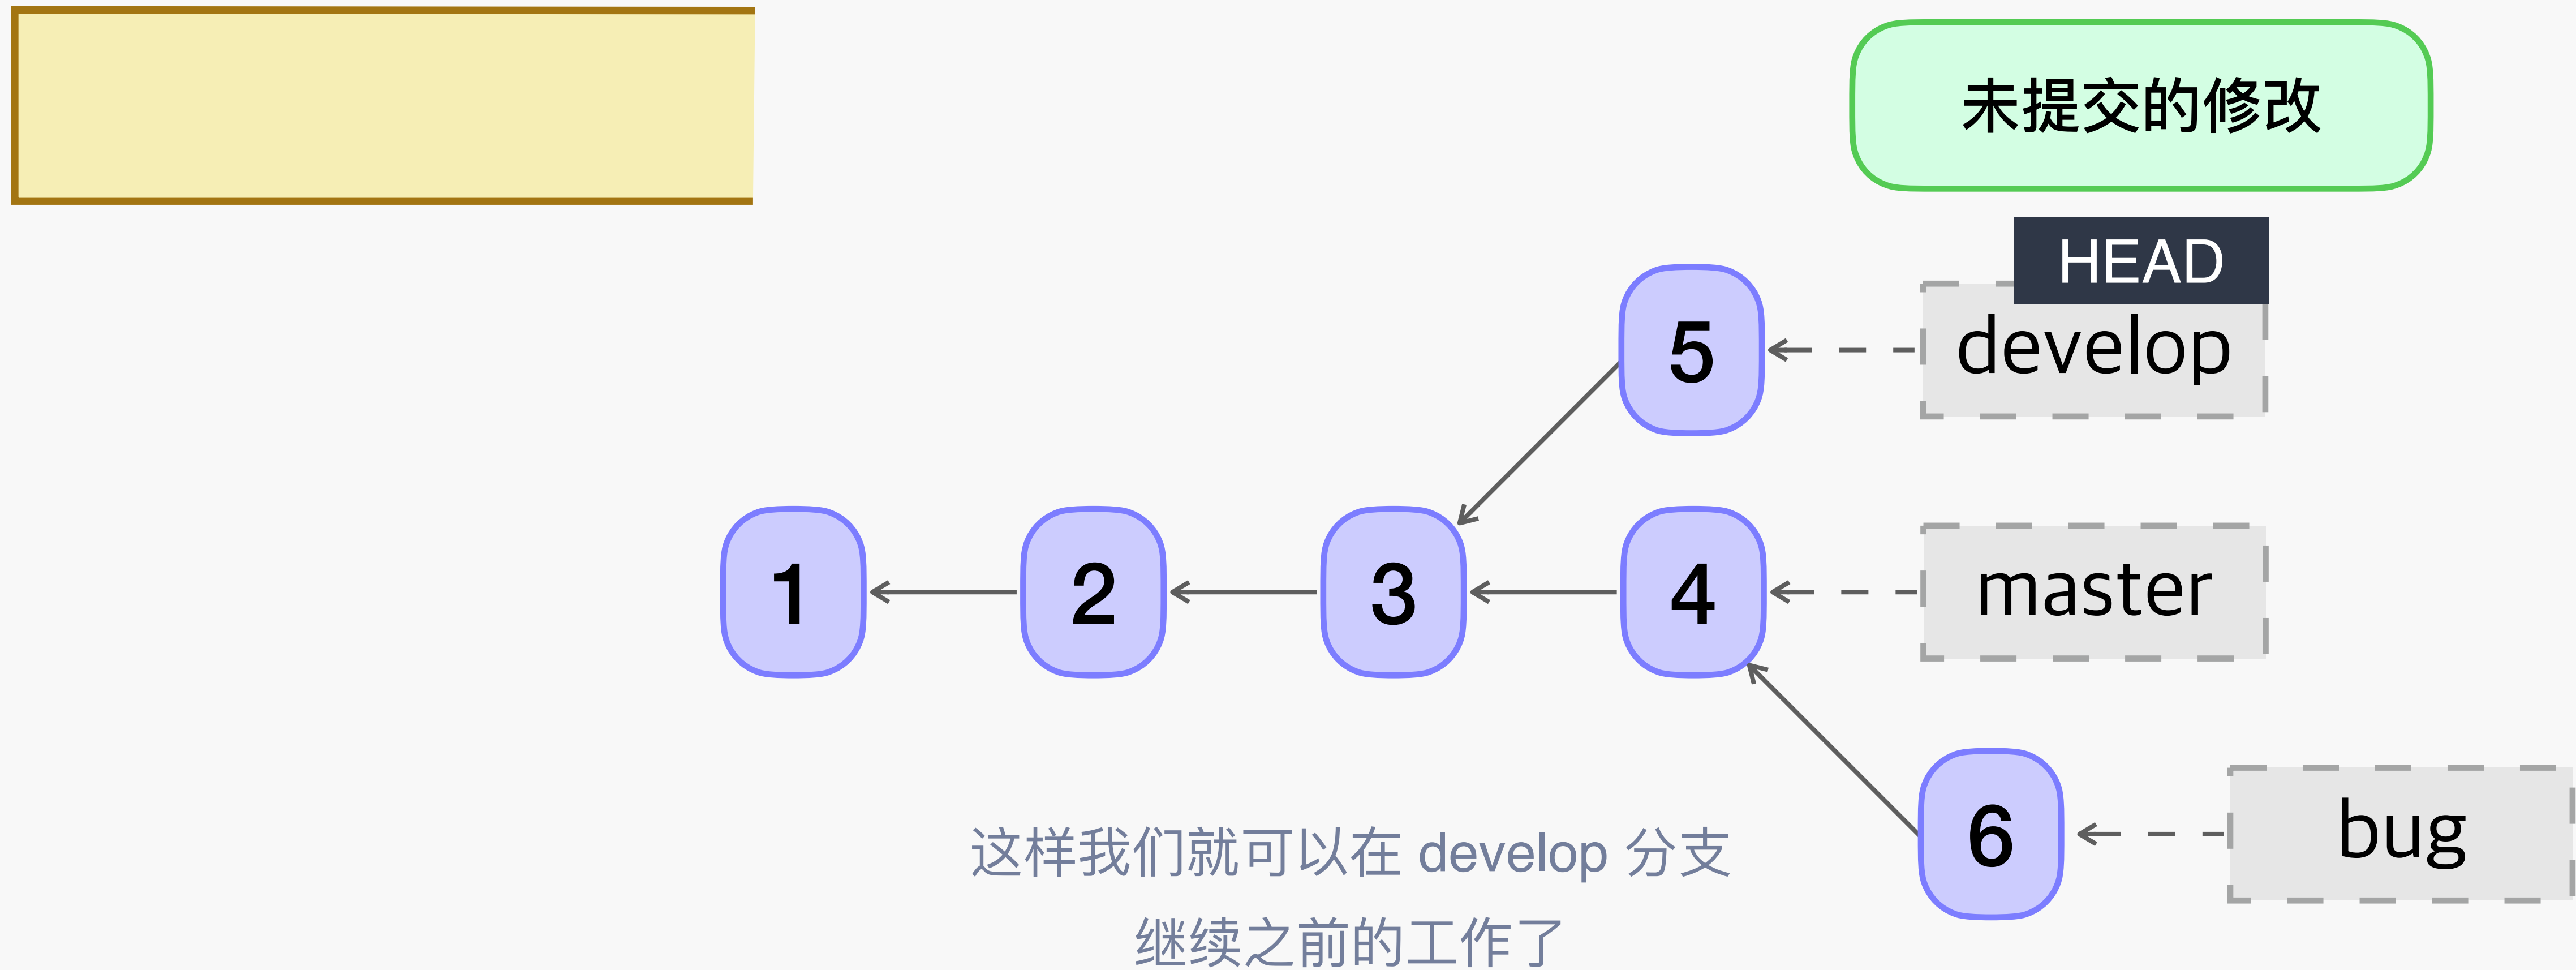 未提交的修改
HEAD
5
develop
1
2
3
4
master
6
bug
这样我们就可以在 develop 分支
继续之前的工作了